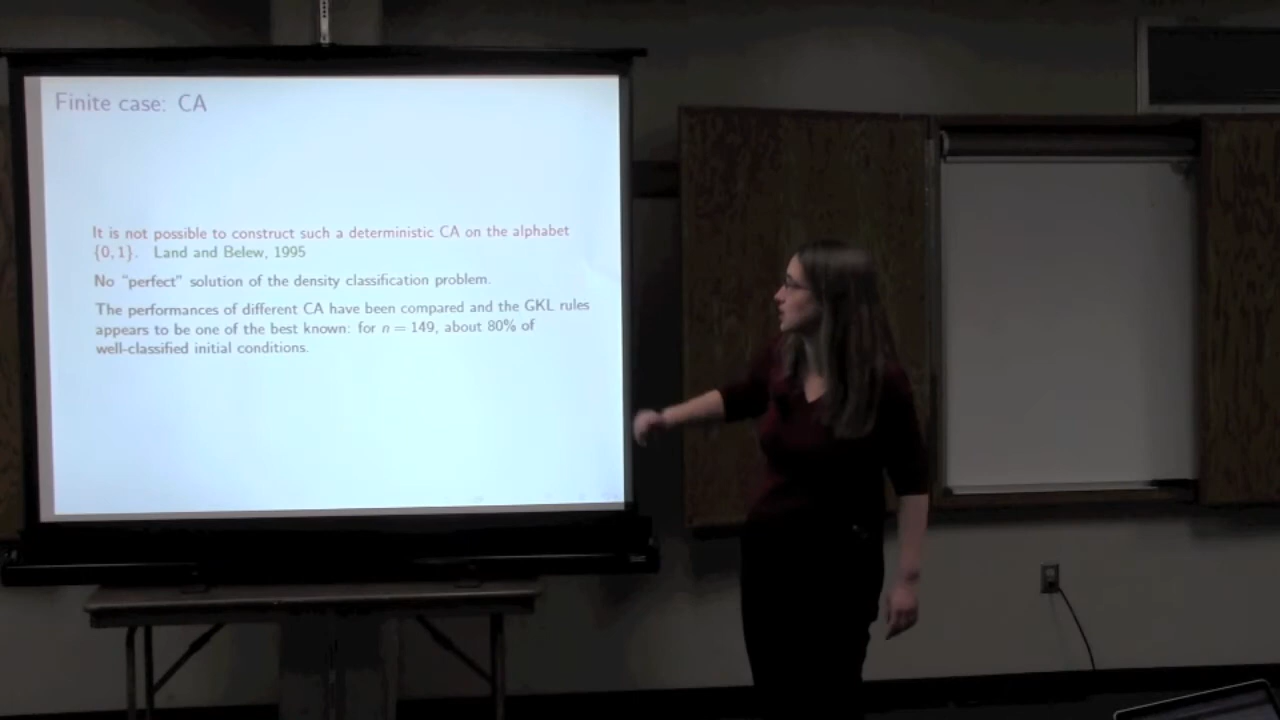 Finite case: CA
It is not possible to construct such a deterministic CA on the alphabet
{0, 1}. Land and Belew, 1995
No "perfect" solution of the density classification problem.
The performances of different CA have been compared and the GKL rules
appears to be one of the best known: for n = 149, about 80% of
well-classified initial conditions.